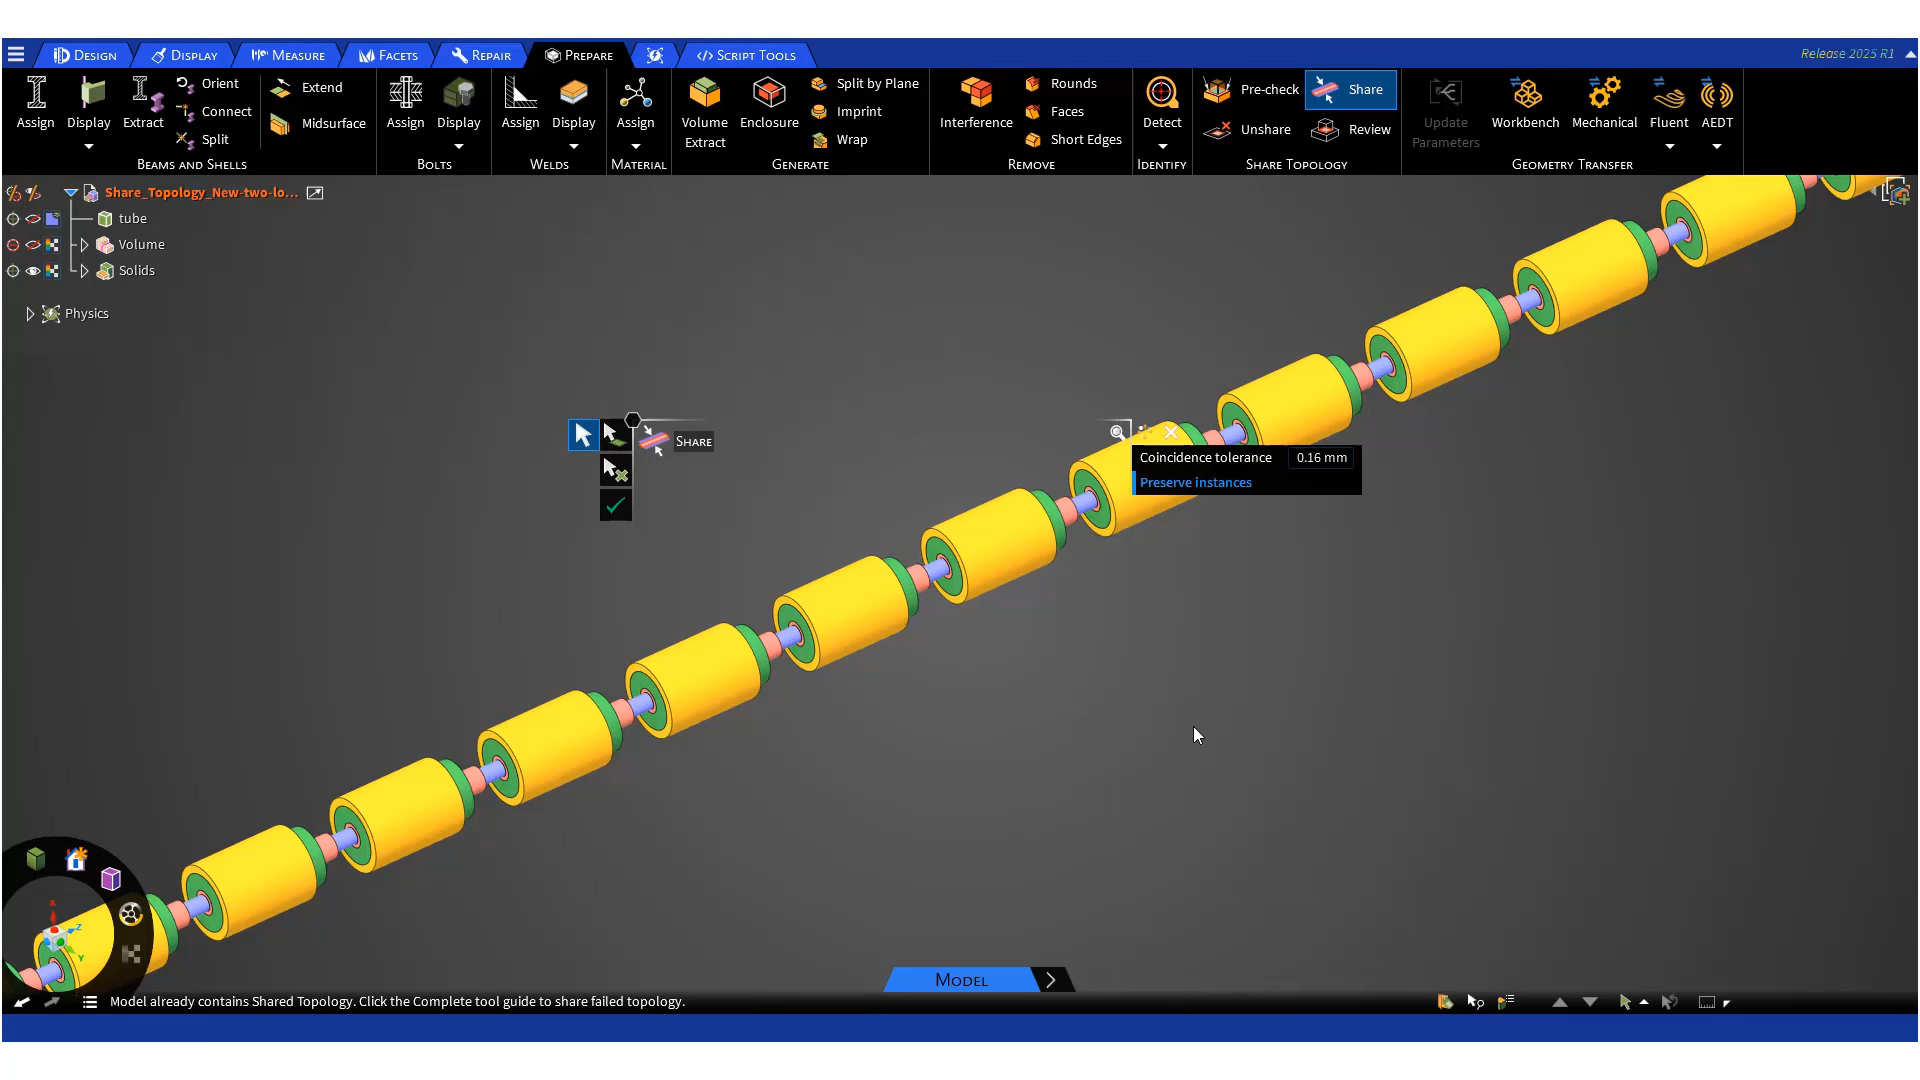 Design Display Measure Facets Repair Prepare Script Tools Release 2025 R1
Assign Display Extract Orient Connect Split Extend Midsurface
Beams and Shells
Assign Display
Bolts
Assign Display
Welds
Assign
Material
Volume Extract Enclosure Split by Plane Imprint Wrap
Generate
Interference Rounds Faces Short Edges
Remove
Detect
Identify
Pre-check Share Unshare Review
Share Topology
Update Parameters Workbench Mechanical Fluent AEDT
Geometry Transfer
Share_Topology_New-two-lo...
tube
Volume
Solids
Physics
Share
Coincidence tolerance 0.16 mm
Preserve instances
X
Z
Y
Model
Model already contains Shared Topology. Click the Complete tool guide to share failed topology.